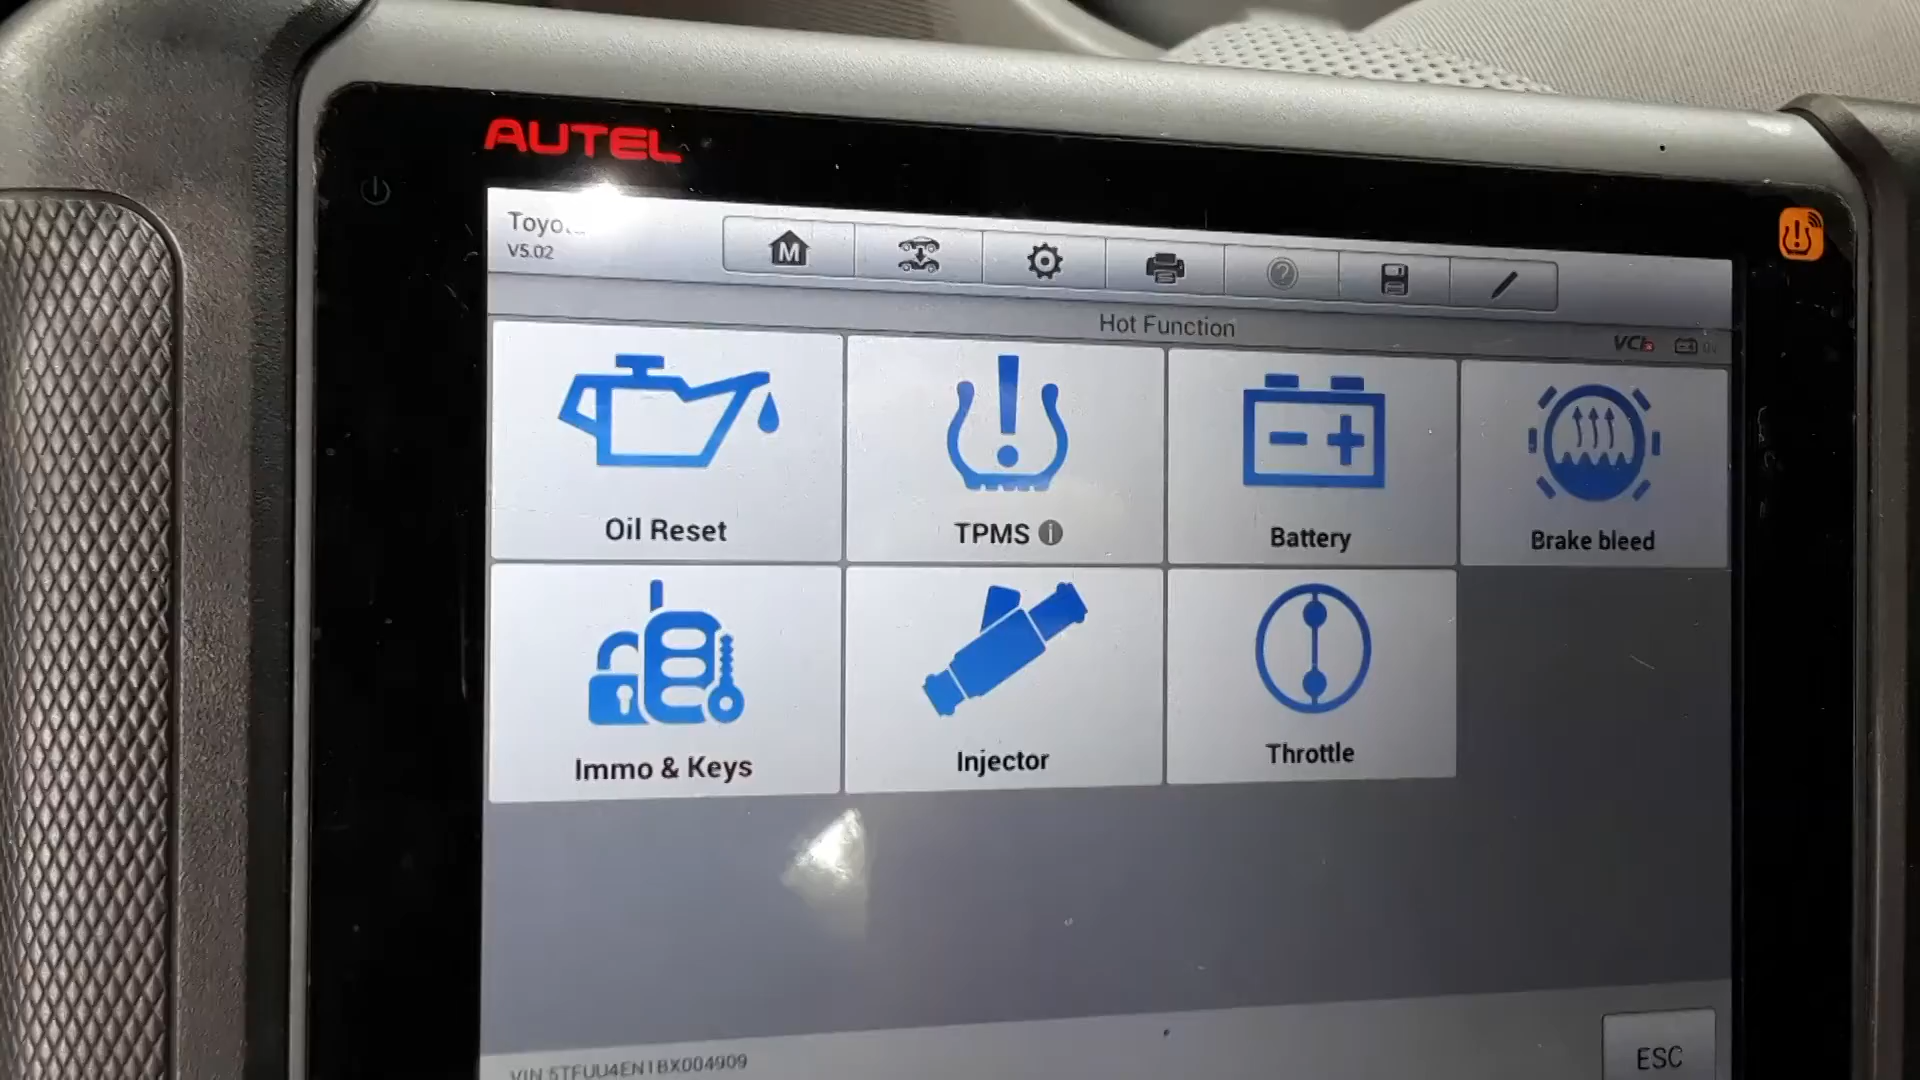 AUTEL
V5.02
M
Hot Function
VCI
Oil Reset
TPMS
Battery
Brake bleed
Immo & Keys
Injector
Throttle
VIN 5TFUU4EN1BX004909
ESC